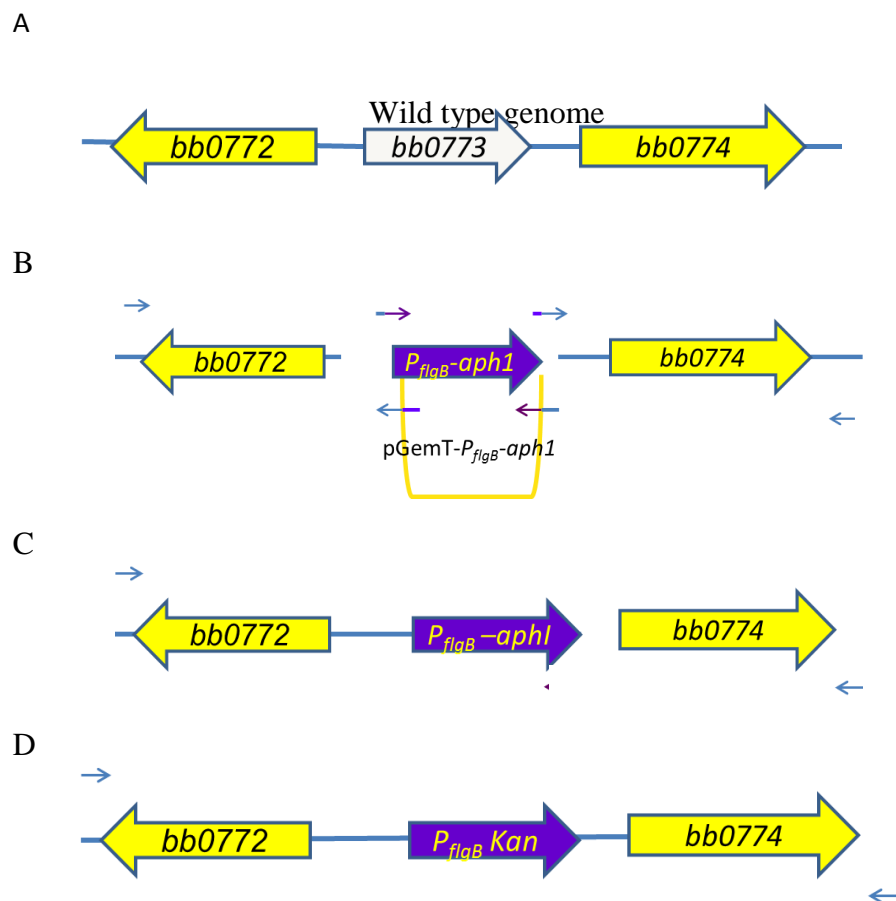 A
Wild type genome
bb0772 bb0773 bb0774
B
bb0772 PflgB-aph1 bb0774
pGemT-PflgB-aph1
C
bb0772 PflgB –aphI bb0774
D
bb0772 PflgB Kan bb0774